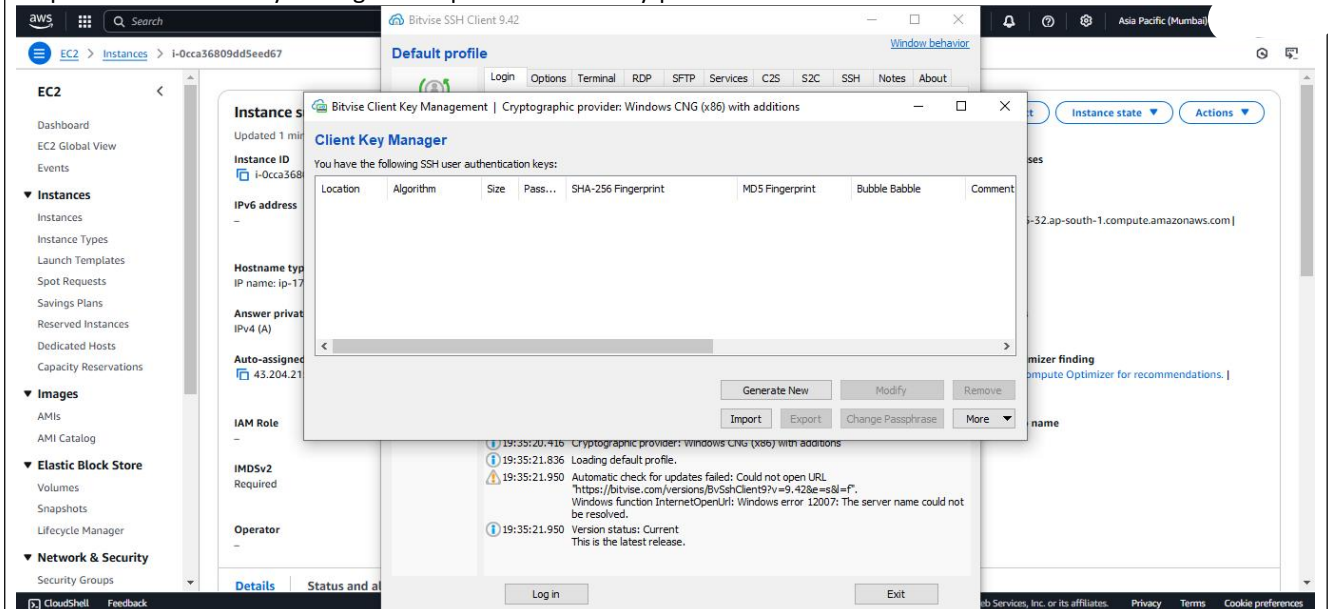 aws
Search
Asia Pacific (Mumbai)
EC2 > Instances > i-0cca36809dd5eed67
EC2
Dashboard
EC2 Global View
Events
Instances
Instances
Instance Types
Launch Templates
Spot Requests
Savings Plans
Reserved Instances
Dedicated Hosts
Capacity Reservations
Images
AMIs
AMI Catalog
Elastic Block Store
Volumes
Snapshots
Lifecycle Manager
Network & Security
Security Groups
CloudShell Feedback
Instance s
Updated 1 min
Instance ID
i-0cca368
IPv6 address
–
Hostname typ
IP name: ip-17
Answer privat
IPv4 (A)
Auto-assigned
43.204.21
IAM Role
–
IMDSv2
Required
Operator
–
Details Status and al
Bitvise SSH Client 9.42
Default profile
Window behavior
Login Options Terminal RDP SFTP Services C2S S2C SSH Notes About
Bitvise Client Key Management | Cryptographic provider: Windows CNG (x86) with additions
Client Key Manager
You have the following SSH user authentication keys:
Location Algorithm Size Pass... SHA-256 Fingerprint MD5 Fingerprint Bubble Babble Comment
Generate New Modify Remove
Import Export Change Passphrase More
19:35:20.416 Cryptographic provider: Windows CNG (x86) with additions
19:35:21.836 Loading default profile.
19:35:21.950 Automatic check for updates failed: Could not open URL
"https://bitvise.com/versions/BvSshClient9?v=9.42&e=s&l=f".
Windows function InternetOpenUrl: Windows error 12007: The server name could not
be resolved.
19:35:21.950 Version status: Current
This is the latest release.
Log in Exit
t Instance state Actions
ses
5-32.ap-south-1.compute.amazonaws.com |
mizer finding
ompute Optimizer for recommendations. |
name
eb Services, Inc. or its affiliates. Privacy Terms Cookie preferences